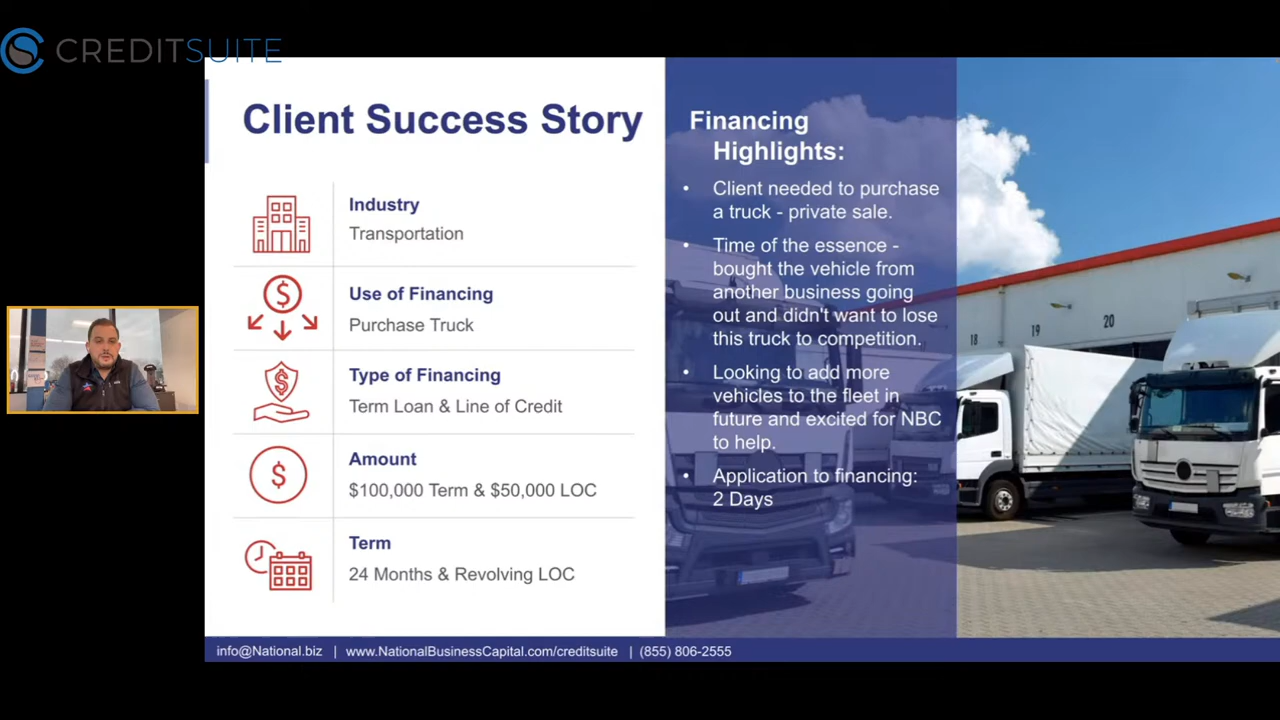 CREDITSUITE
Client Success Story
Industry
Transportation
Use of Financing
Purchase Truck
Type of Financing
Term Loan & Line of Credit
Amount
$100,000 Term & $50,000 LOC
Term
24 Months & Revolving LOC
Financing
Highlights:
• Client needed to purchase
a truck - private sale.
• Time of the essence -
bought the vehicle from
another business going
out and didn't want to lose
this truck to competition.
• Looking to add more
vehicles to the fleet in
future and excited for NBC
to help.
• Application to financing:
2 Days
18
19
20
info@National.biz | www.NationalBusinessCapital.com/creditsuite | (855) 806-2555